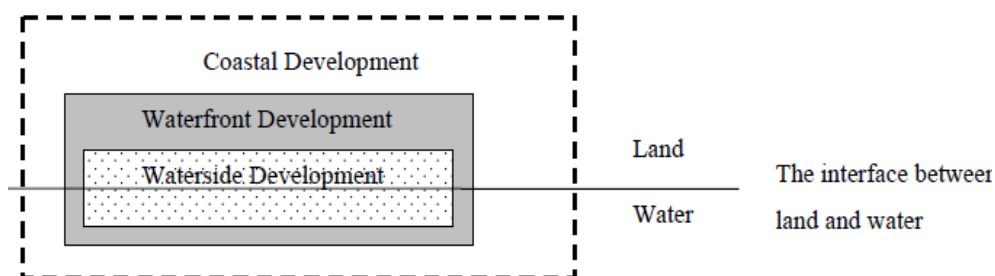 Coastal Development
Waterfront Development
Waterside Development
Land
Water
The interface between
land and water